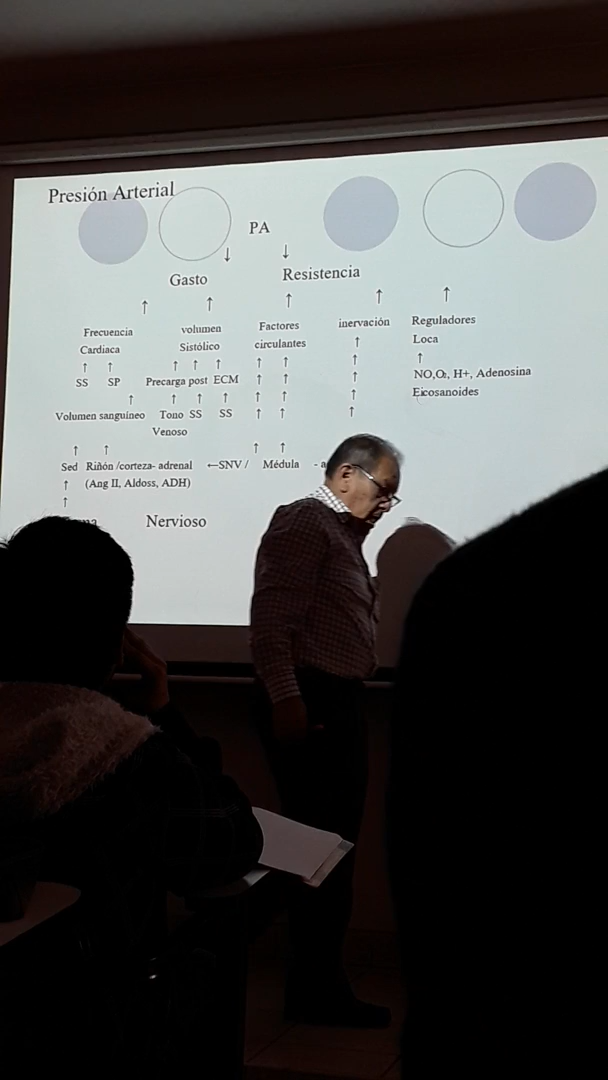 Presión Arterial
PA
↓ ↓
Gasto Resistencia
↑ ↑ ↑ ↑ ↑
Frecuencia Cardiaca
volumen Sistólico
Factores circulantes
inervación
Reguladores Loca
↑ ↑ ↑ ↑ ↑ ↑ ↑ ↑ ↑
SS SP Precarga post ECM ↑ ↑ ↑ NO,O₂, H+, Adenosina
Eicosanoides
↑ ↑ ↑ ↑ ↑ ↑ ↑
Volumen sanguíneo Tono SS SS ↑ ↑ ↑
Venoso
↑ ↑ ↑ ↑
Sed Riñón /corteza- adrenal ←SNV / Médula - a
↑ (Ang II, Aldoss, ADH)
↑
Nervioso